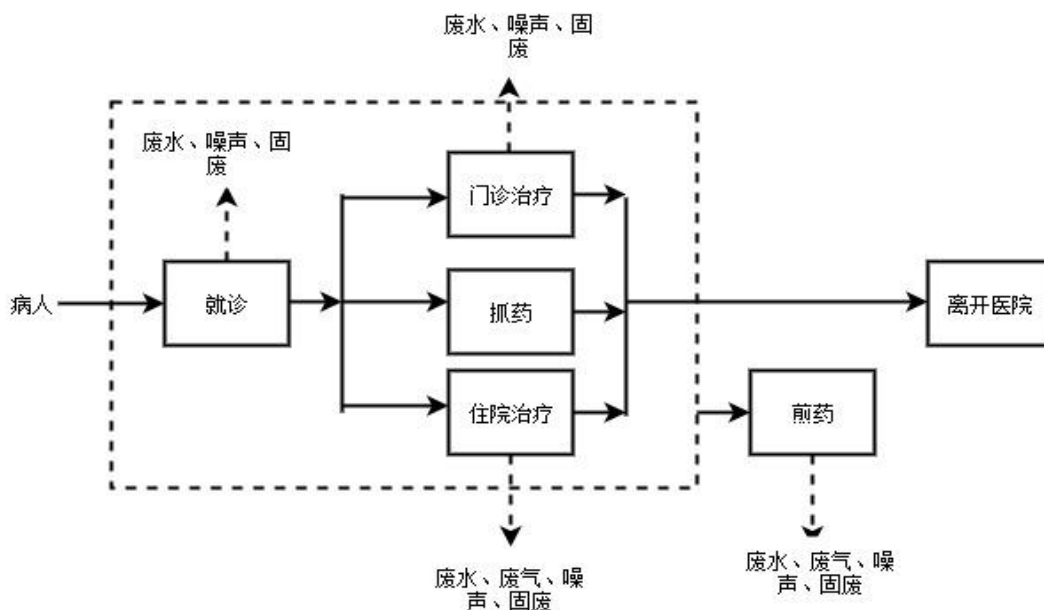 废水、噪声、固
废
废水、噪声、固
废
门诊治疗
病人
就诊
抓药
离开医院
住院治疗
煎药
废水、废气、噪
声、固废
废水、废气、噪
声、固废